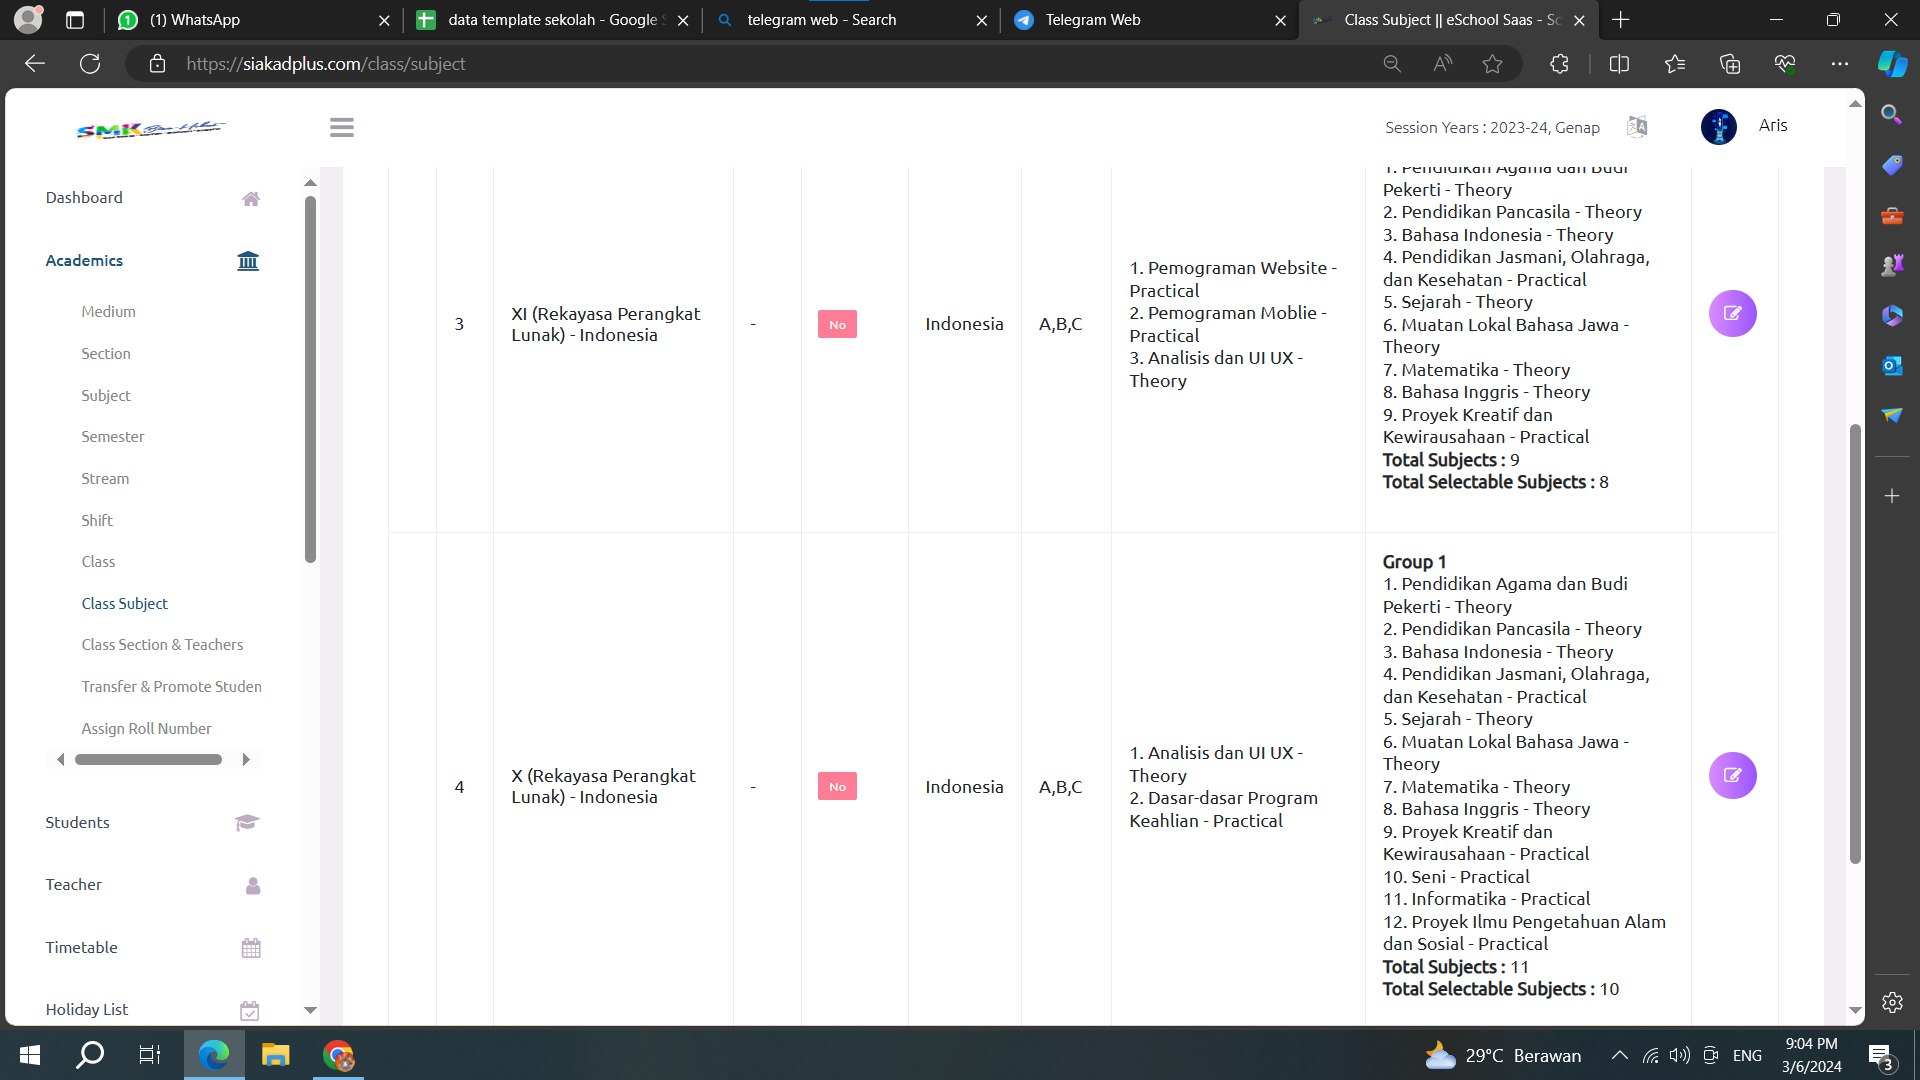 (1) WhatsApp
data template sekolah - Google S
telegram web - Search
Telegram Web
Class Subject || eSchool Saas - Sc
https://siakadplus.com/class/subject
SMK
Session Years : 2023-24, Genap
Aris
Dashboard
Academics
Medium
Section
Subject
Semester
Stream
Shift
Class
Class Subject
Class Section & Teachers
Transfer & Promote Studen
Assign Roll Number
Students
Teacher
Timetable
Holiday List
3
XI (Rekayasa Perangkat
Lunak) - Indonesia
-
No
Indonesia
A,B,C
1. Pemograman Website -
Practical
2. Pemograman Moblie -
Practical
3. Analisis dan UI UX -
Theory
1. Pendidikan Agama dan Budi
Pekerti - Theory
2. Pendidikan Pancasila - Theory
3. Bahasa Indonesia - Theory
4. Pendidikan Jasmani, Olahraga,
dan Kesehatan - Practical
5. Sejarah - Theory
6. Muatan Lokal Bahasa Jawa -
Theory
7. Matematika - Theory
8. Bahasa Inggris - Theory
9. Proyek Kreatif dan
Kewirausahaan - Practical
Total Subjects : 9
Total Selectable Subjects : 8
4
X (Rekayasa Perangkat
Lunak) - Indonesia
-
No
Indonesia
A,B,C
1. Analisis dan UI UX -
Theory
2. Dasar-dasar Program
Keahlian - Practical
Group 1
1. Pendidikan Agama dan Budi
Pekerti - Theory
2. Pendidikan Pancasila - Theory
3. Bahasa Indonesia - Theory
4. Pendidikan Jasmani, Olahraga,
dan Kesehatan - Practical
5. Sejarah - Theory
6. Muatan Lokal Bahasa Jawa -
Theory
7. Matematika - Theory
8. Bahasa Inggris - Theory
9. Proyek Kreatif dan
Kewirausahaan - Practical
10. Seni - Practical
11. Informatika - Practical
12. Proyek Ilmu Pengetahuan Alam
dan Sosial - Practical
Total Subjects : 11
Total Selectable Subjects : 10
29°C Berawan
ENG
9:04 PM
3/6/2024
3